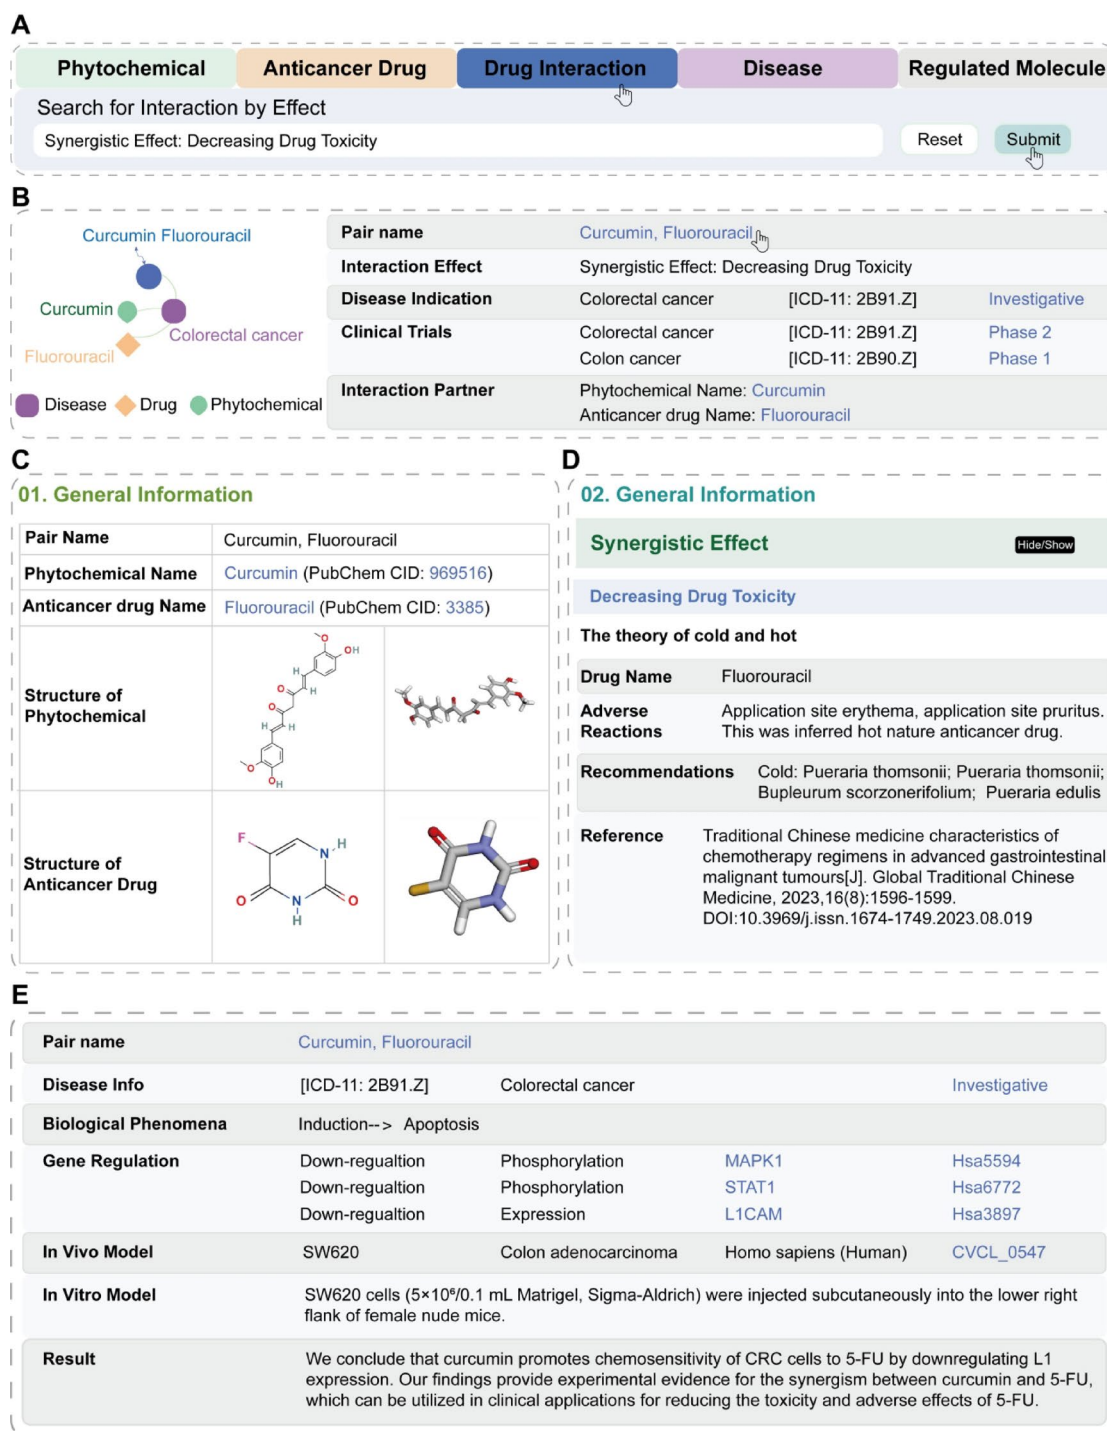 A
Phytochemical Anticancer Drug Drug Interaction Disease Regulated Molecule
Search for Interaction by Effect
Synergistic Effect: Decreasing Drug Toxicity Reset Submit
B
Curcumin Fluorouracil
Curcumin
Colorectal cancer
Fluorouracil
Disease Drug Phytochemical
Pair name Curcumin, Fluorouracil
Interaction Effect Synergistic Effect: Decreasing Drug Toxicity
Disease Indication Colorectal cancer [ICD-11: 2B91.Z] Investigative
Clinical Trials Colorectal cancer [ICD-11: 2B91.Z] Phase 2
Colon cancer [ICD-11: 2B90.Z] Phase 1
Interaction Partner Phytochemical Name: Curcumin
Anticancer drug Name: Fluorouracil
C
01. General Information
Pair Name Curcumin, Fluorouracil
Phytochemical Name Curcumin (PubChem CID: 969516)
Anticancer drug Name Fluorouracil (PubChem CID: 3385)
Structure of
Phytochemical
O
OH
H
H
O
O
H
H
O
OH
Structure of
Anticancer Drug
F
N H
O
N
H
O
D
02. General Information
Synergistic Effect Hide/Show
Decreasing Drug Toxicity
The theory of cold and hot
Drug Name Fluorouracil
Adverse Application site erythema, application site pruritus.
Reactions This was inferred hot nature anticancer drug.
Recommendations Cold: Pueraria thomsonii; Pueraria thomsonii;
Bupleurum scorzonerifolium; Pueraria edulis
Reference Traditional Chinese medicine characteristics of
chemotherapy regimens in advanced gastrointestinal
malignant tumours[J]. Global Traditional Chinese
Medicine, 2023,16(8):1596-1599.
DOI:10.3969/j.issn.1674-1749.2023.08.019
E
Pair name Curcumin, Fluorouracil
Disease Info [ICD-11: 2B91.Z] Colorectal cancer Investigative
Biological Phenomena Induction--> Apoptosis
Gene Regulation Down-regualtion Phosphorylation MAPK1 Hsa5594
Down-regualtion Phosphorylation STAT1 Hsa6772
Down-regualtion Expression L1CAM Hsa3897
In Vivo Model SW620 Colon adenocarcinoma Homo sapiens (Human) CVCL_0547
In Vitro Model SW620 cells (5×10⁶/0.1 mL Matrigel, Sigma-Aldrich) were injected subcutaneously into the lower right
flank of female nude mice.
Result We conclude that curcumin promotes chemosensitivity of CRC cells to 5-FU by downregulating L1
expression. Our findings provide experimental evidence for the synergism between curcumin and 5-FU,
which can be utilized in clinical applications for reducing the toxicity and adverse effects of 5-FU.